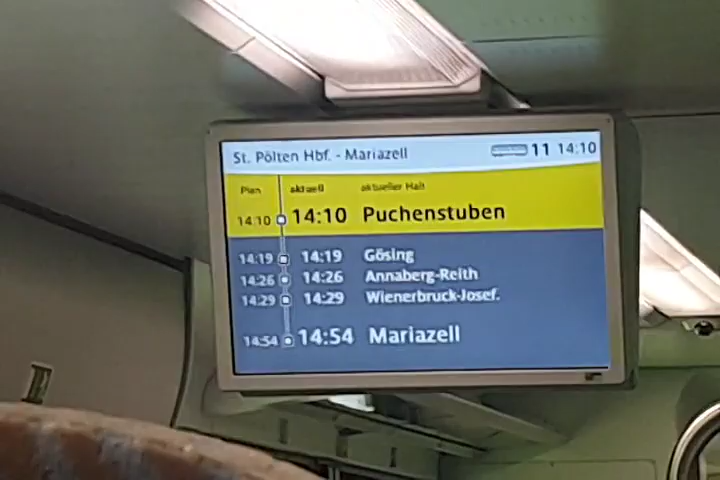 St. Pölten Hbf. - Mariazell 11 14:10
Plan aktuell aktueller Halt
14:10 14:10 Puchenstuben
14:19 14:19 Gösing
14:26 14:26 Annaberg-Reith
14:29 14:29 Wienerbruck-Josef.
14:54 14:54 Mariazell